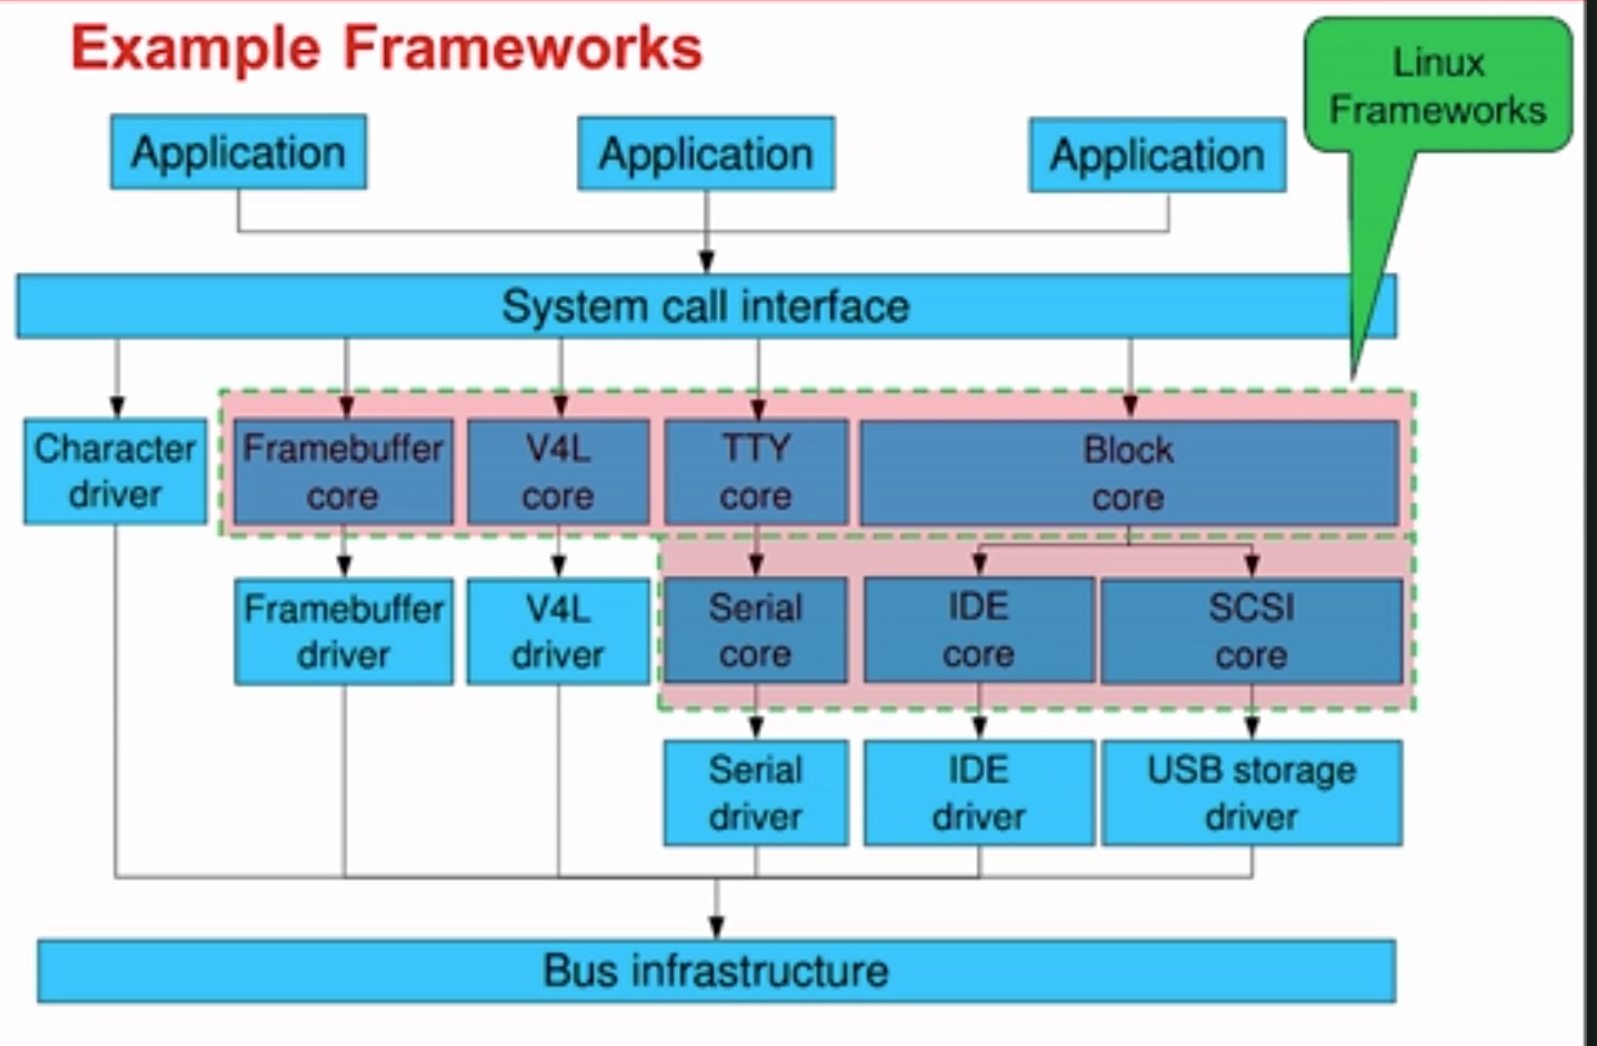 Example Frameworks
Linux
Frameworks
Application
Application
Application
System call interface
Character
driver
Framebuffer
core
V4L
core
TTY
core
Block
core
Framebuffer
driver
V4L
driver
Serial
core
IDE
core
SCSI
core
Serial
driver
IDE
driver
USB storage
driver
Bus infrastructure